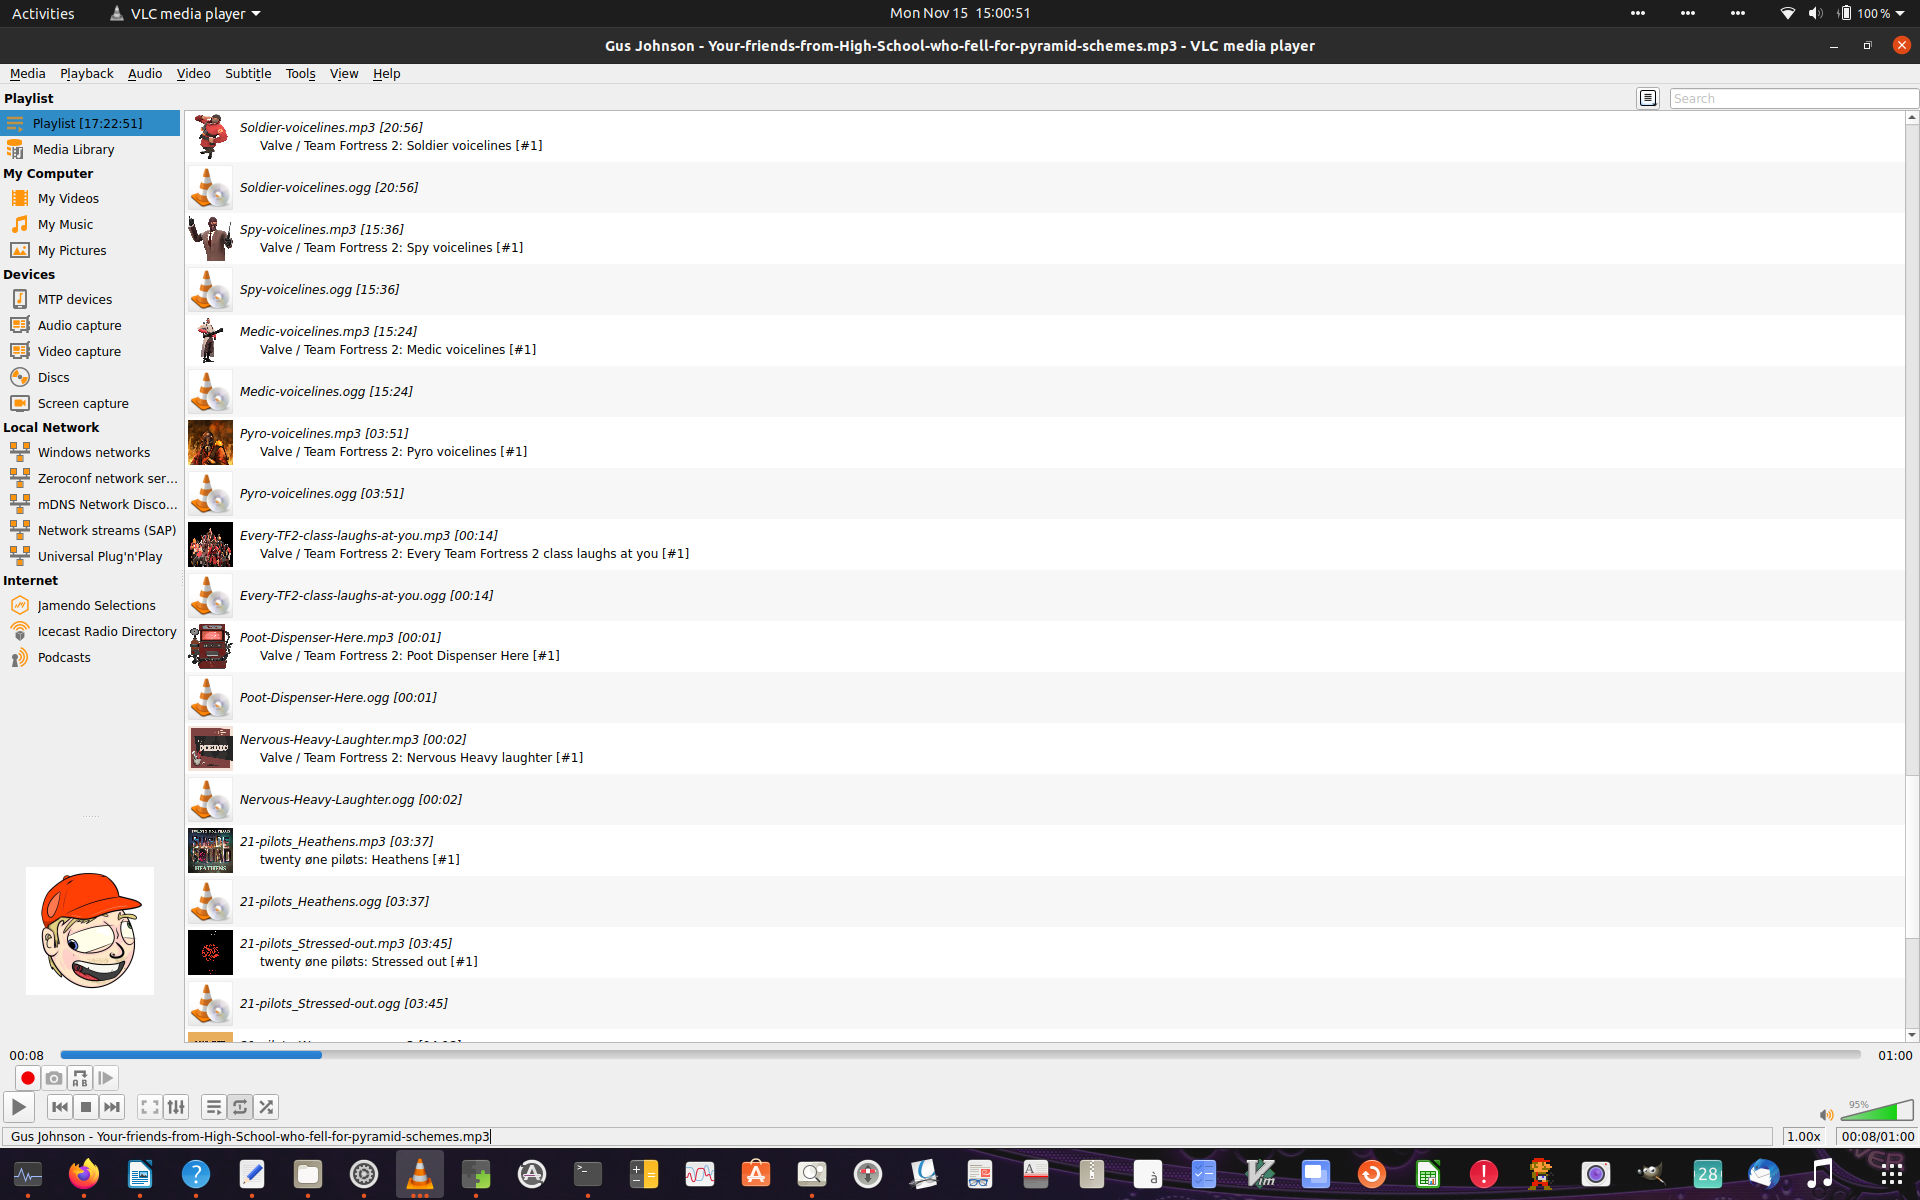 Activities
VLC media player
Mon Nov 15 15:00:51
100 %
Gus Johnson - Your-friends-from-High-School-who-fell-for-pyramid-schemes.mp3 - VLC media player
Media Playback Audio Video Subtitle Tools View Help
Playlist
Search
Playlist [17:22:51]
Media Library
My Computer
My Videos
My Music
My Pictures
Devices
MTP devices
Audio capture
Video capture
Discs
Screen capture
Local Network
Windows networks
Zeroconf network ser...
mDNS Network Disco...
Network streams (SAP)
Universal Plug'n'Play
Internet
Jamendo Selections
Icecast Radio Directory
Podcasts
Soldier-voicelines.mp3 [20:56]
Valve / Team Fortress 2: Soldier voicelines [#1]
Soldier-voicelines.ogg [20:56]
Spy-voicelines.mp3 [15:36]
Valve / Team Fortress 2: Spy voicelines [#1]
Spy-voicelines.ogg [15:36]
Medic-voicelines.mp3 [15:24]
Valve / Team Fortress 2: Medic voicelines [#1]
Medic-voicelines.ogg [15:24]
Pyro-voicelines.mp3 [03:51]
Valve / Team Fortress 2: Pyro voicelines [#1]
Pyro-voicelines.ogg [03:51]
Every-TF2-class-laughs-at-you.mp3 [00:14]
Valve / Team Fortress 2: Every Team Fortress 2 class laughs at you [#1]
Every-TF2-class-laughs-at-you.ogg [00:14]
Poot-Dispenser-Here.mp3 [00:01]
Valve / Team Fortress 2: Poot Dispenser Here [#1]
Poot-Dispenser-Here.ogg [00:01]
Nervous-Heavy-Laughter.mp3 [00:02]
Valve / Team Fortress 2: Nervous Heavy laughter [#1]
Nervous-Heavy-Laughter.ogg [00:02]
21-pilots_Heathens.mp3 [03:37]
twenty øne piløts: Heathens [#1]
HEATHENS
21-pilots_Heathens.ogg [03:37]
21-pilots_Stressed-out.mp3 [03:45]
twenty øne piløts: Stressed out [#1]
21-pilots_Stressed-out.ogg [03:45]
00:08
01:00
A B
95%
Gus Johnson - Your-friends-from-High-School-who-fell-for-pyramid-schemes.mp3
1.00x
00:08/01:00
28